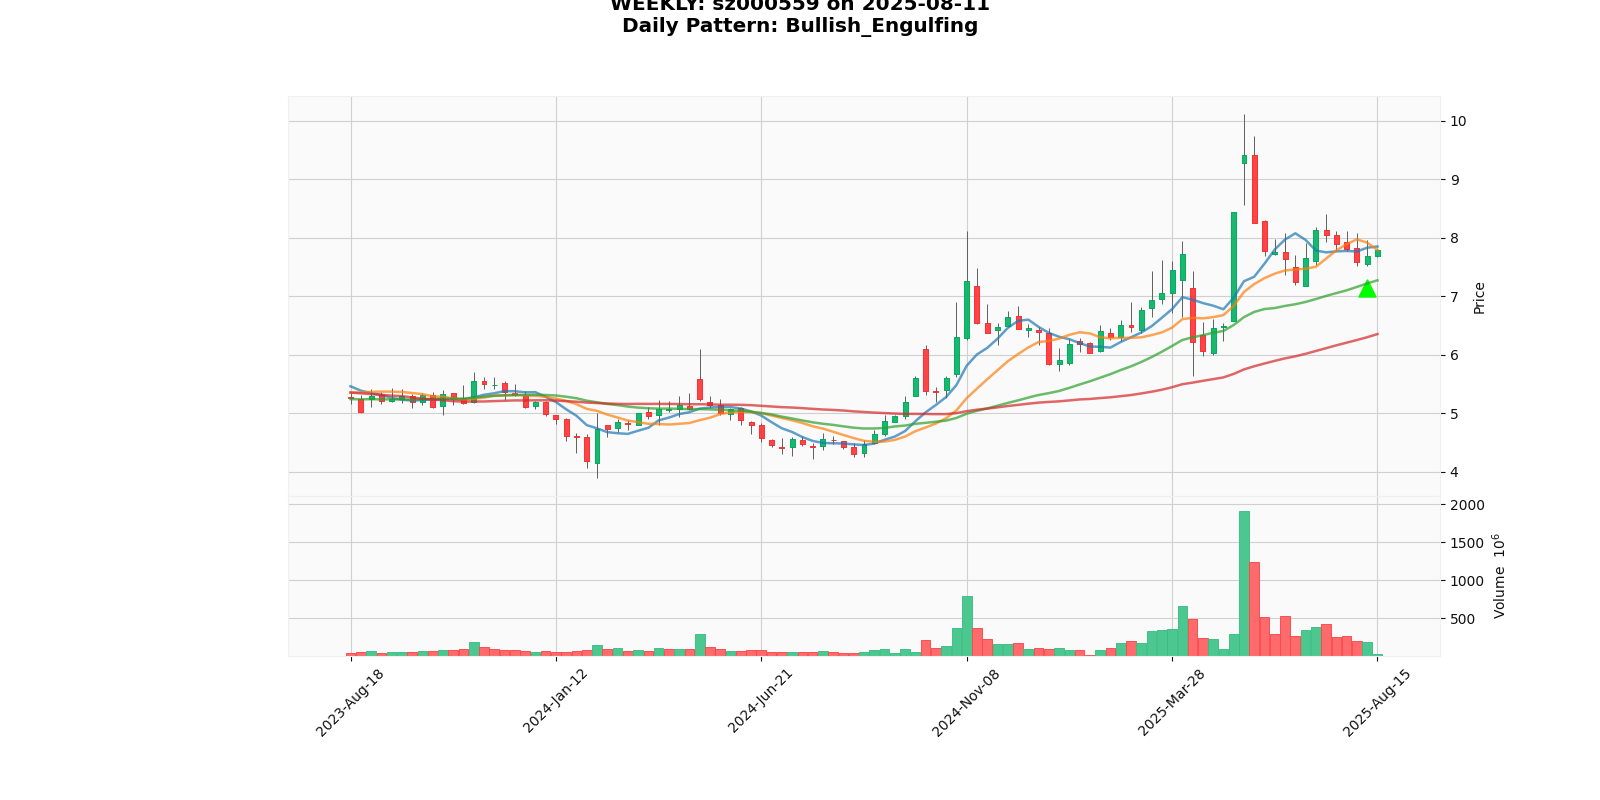 WEEKLY: sz000559 on 2025-08-11
Daily Pattern: Bullish_Engulfing
10
9
8
7
6
5
4
Price
2000
1500
1000
500
Volume 10^6
2023-Aug-18
2024-Jan-12
2024-Jun-21
2024-Nov-08
2025-Mar-28
2025-Aug-15